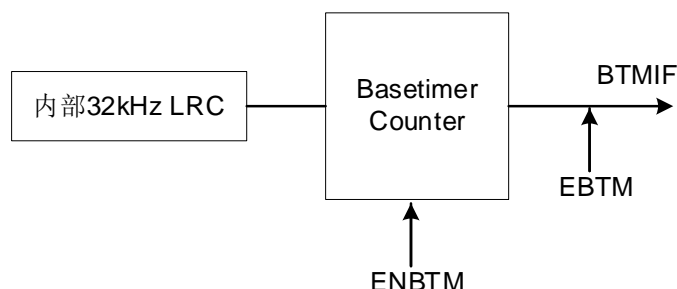 内部32kHz LRC
Basetimer
Counter
BTMIF
EBTM
ENBTM